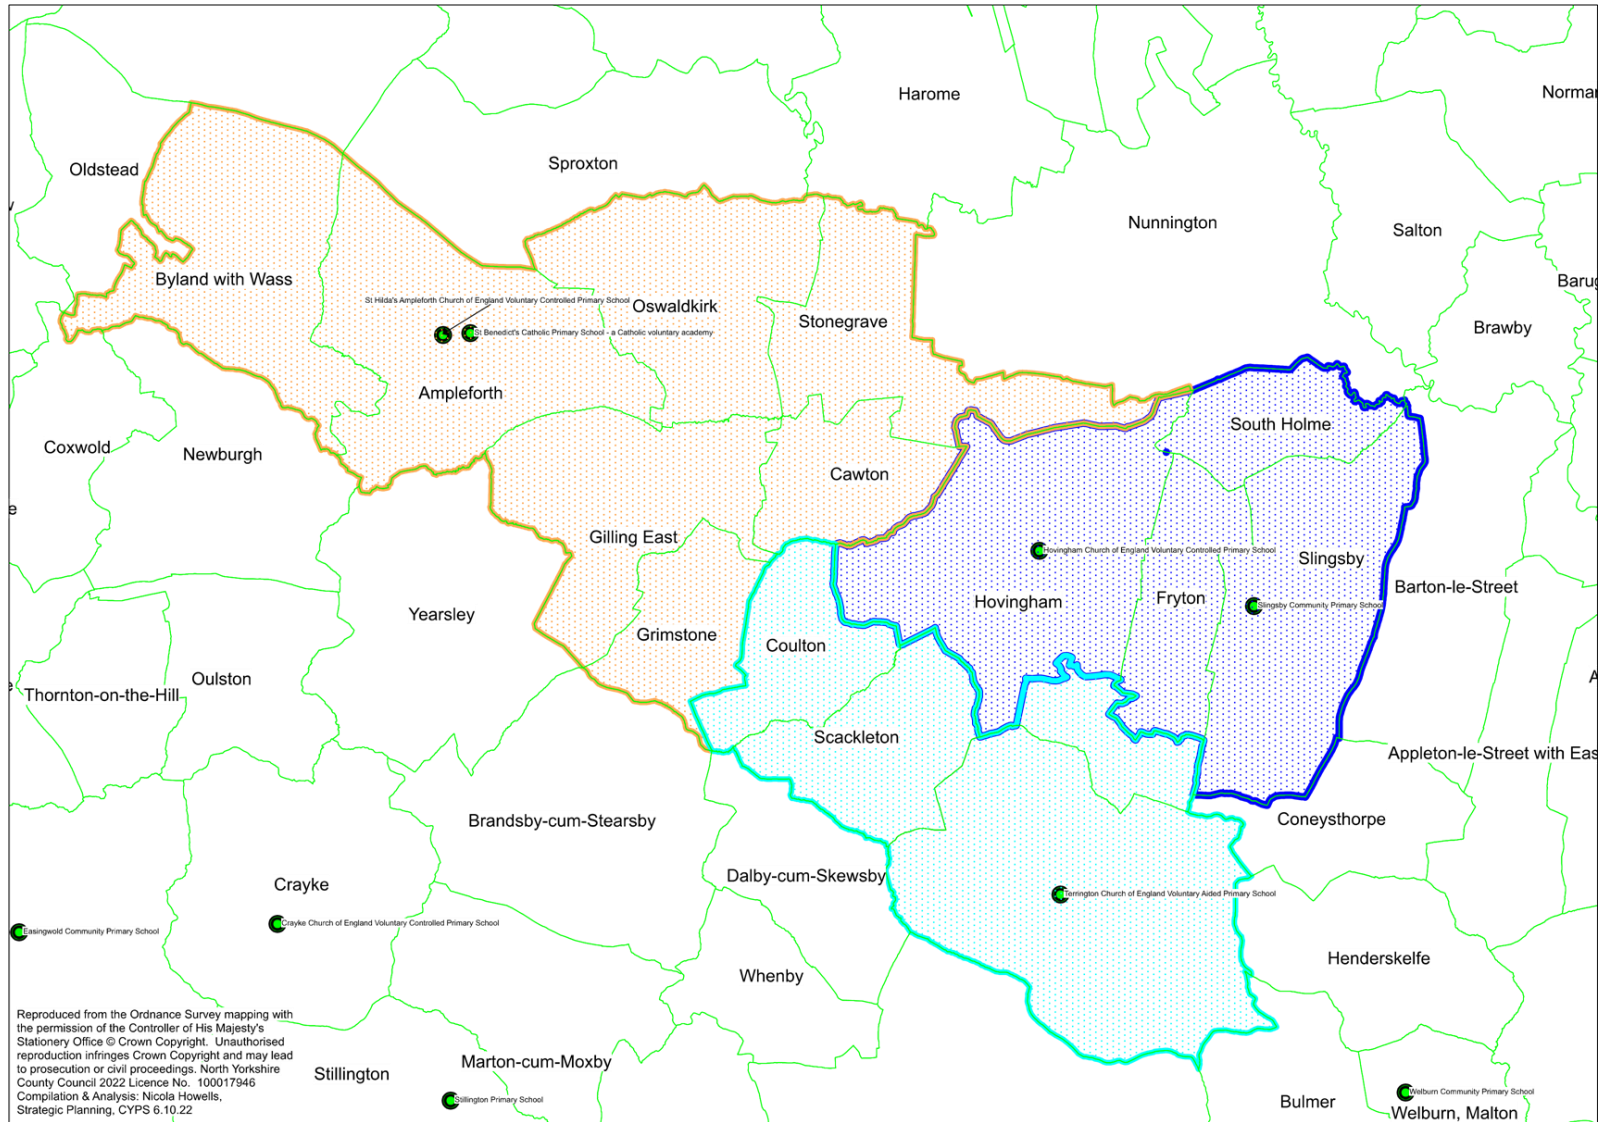 Harome
Norma
Oldstead
Sproxton
Nunnington
Salton
Byland with Wass
Baru
St Hilda's Ampleforth Church of England Voluntary Controlled Primary School
Oswaldkirk
Stonegrave
Brawby
St Benedict's Catholic Primary School - a Catholic voluntary academy
Ampleforth
South Holme
Coxwold
Newburgh
Cawton
e
Gilling East
Hovingham Church of England Voluntary Controlled Primary School
Slingsby
Barton-le-Street
Hovingham
Fryton
Slingsby Community Primary School
Yearsley
Grimstone
Coulton
Oulston
Thornton-on-the-Hill
A
Scackleton
Appleton-le-Street with Eas
Brandsby-cum-Stearsby
Coneysthorpe
Dalby-cum-Skewsby
Crayke
Terrington Church of England Voluntary Aided Primary School
Crayke Church of England Voluntary Controlled Primary School
Easingwold Community Primary School
Henderskelfe
Whenby
Reproduced from the Ordnance Survey mapping with
the permission of the Controller of His Majesty's
Stationery Office © Crown Copyright. Unauthorised
reproduction infringes Crown Copyright and may lead
to prosecution or civil proceedings. North Yorkshire
County Council 2022 Licence No. 100017946
Compilation & Analysis: Nicola Howells,
Strategic Planning, CYPS 6.10.22
Stillington
Marton-cum-Moxby
Stillington Primary School
Welburn Community Primary School
Bulmer
Welburn, Malton